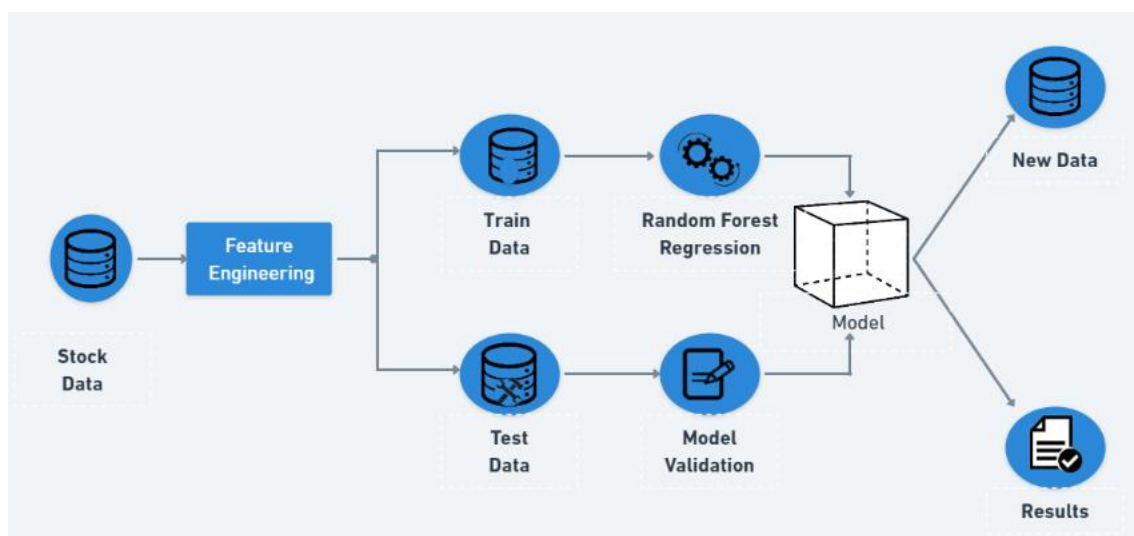 Stock
Data
Feature
Engineering
Train
Data
Random Forest
Regression
Test
Data
Model
Validation
Model
New Data
Results